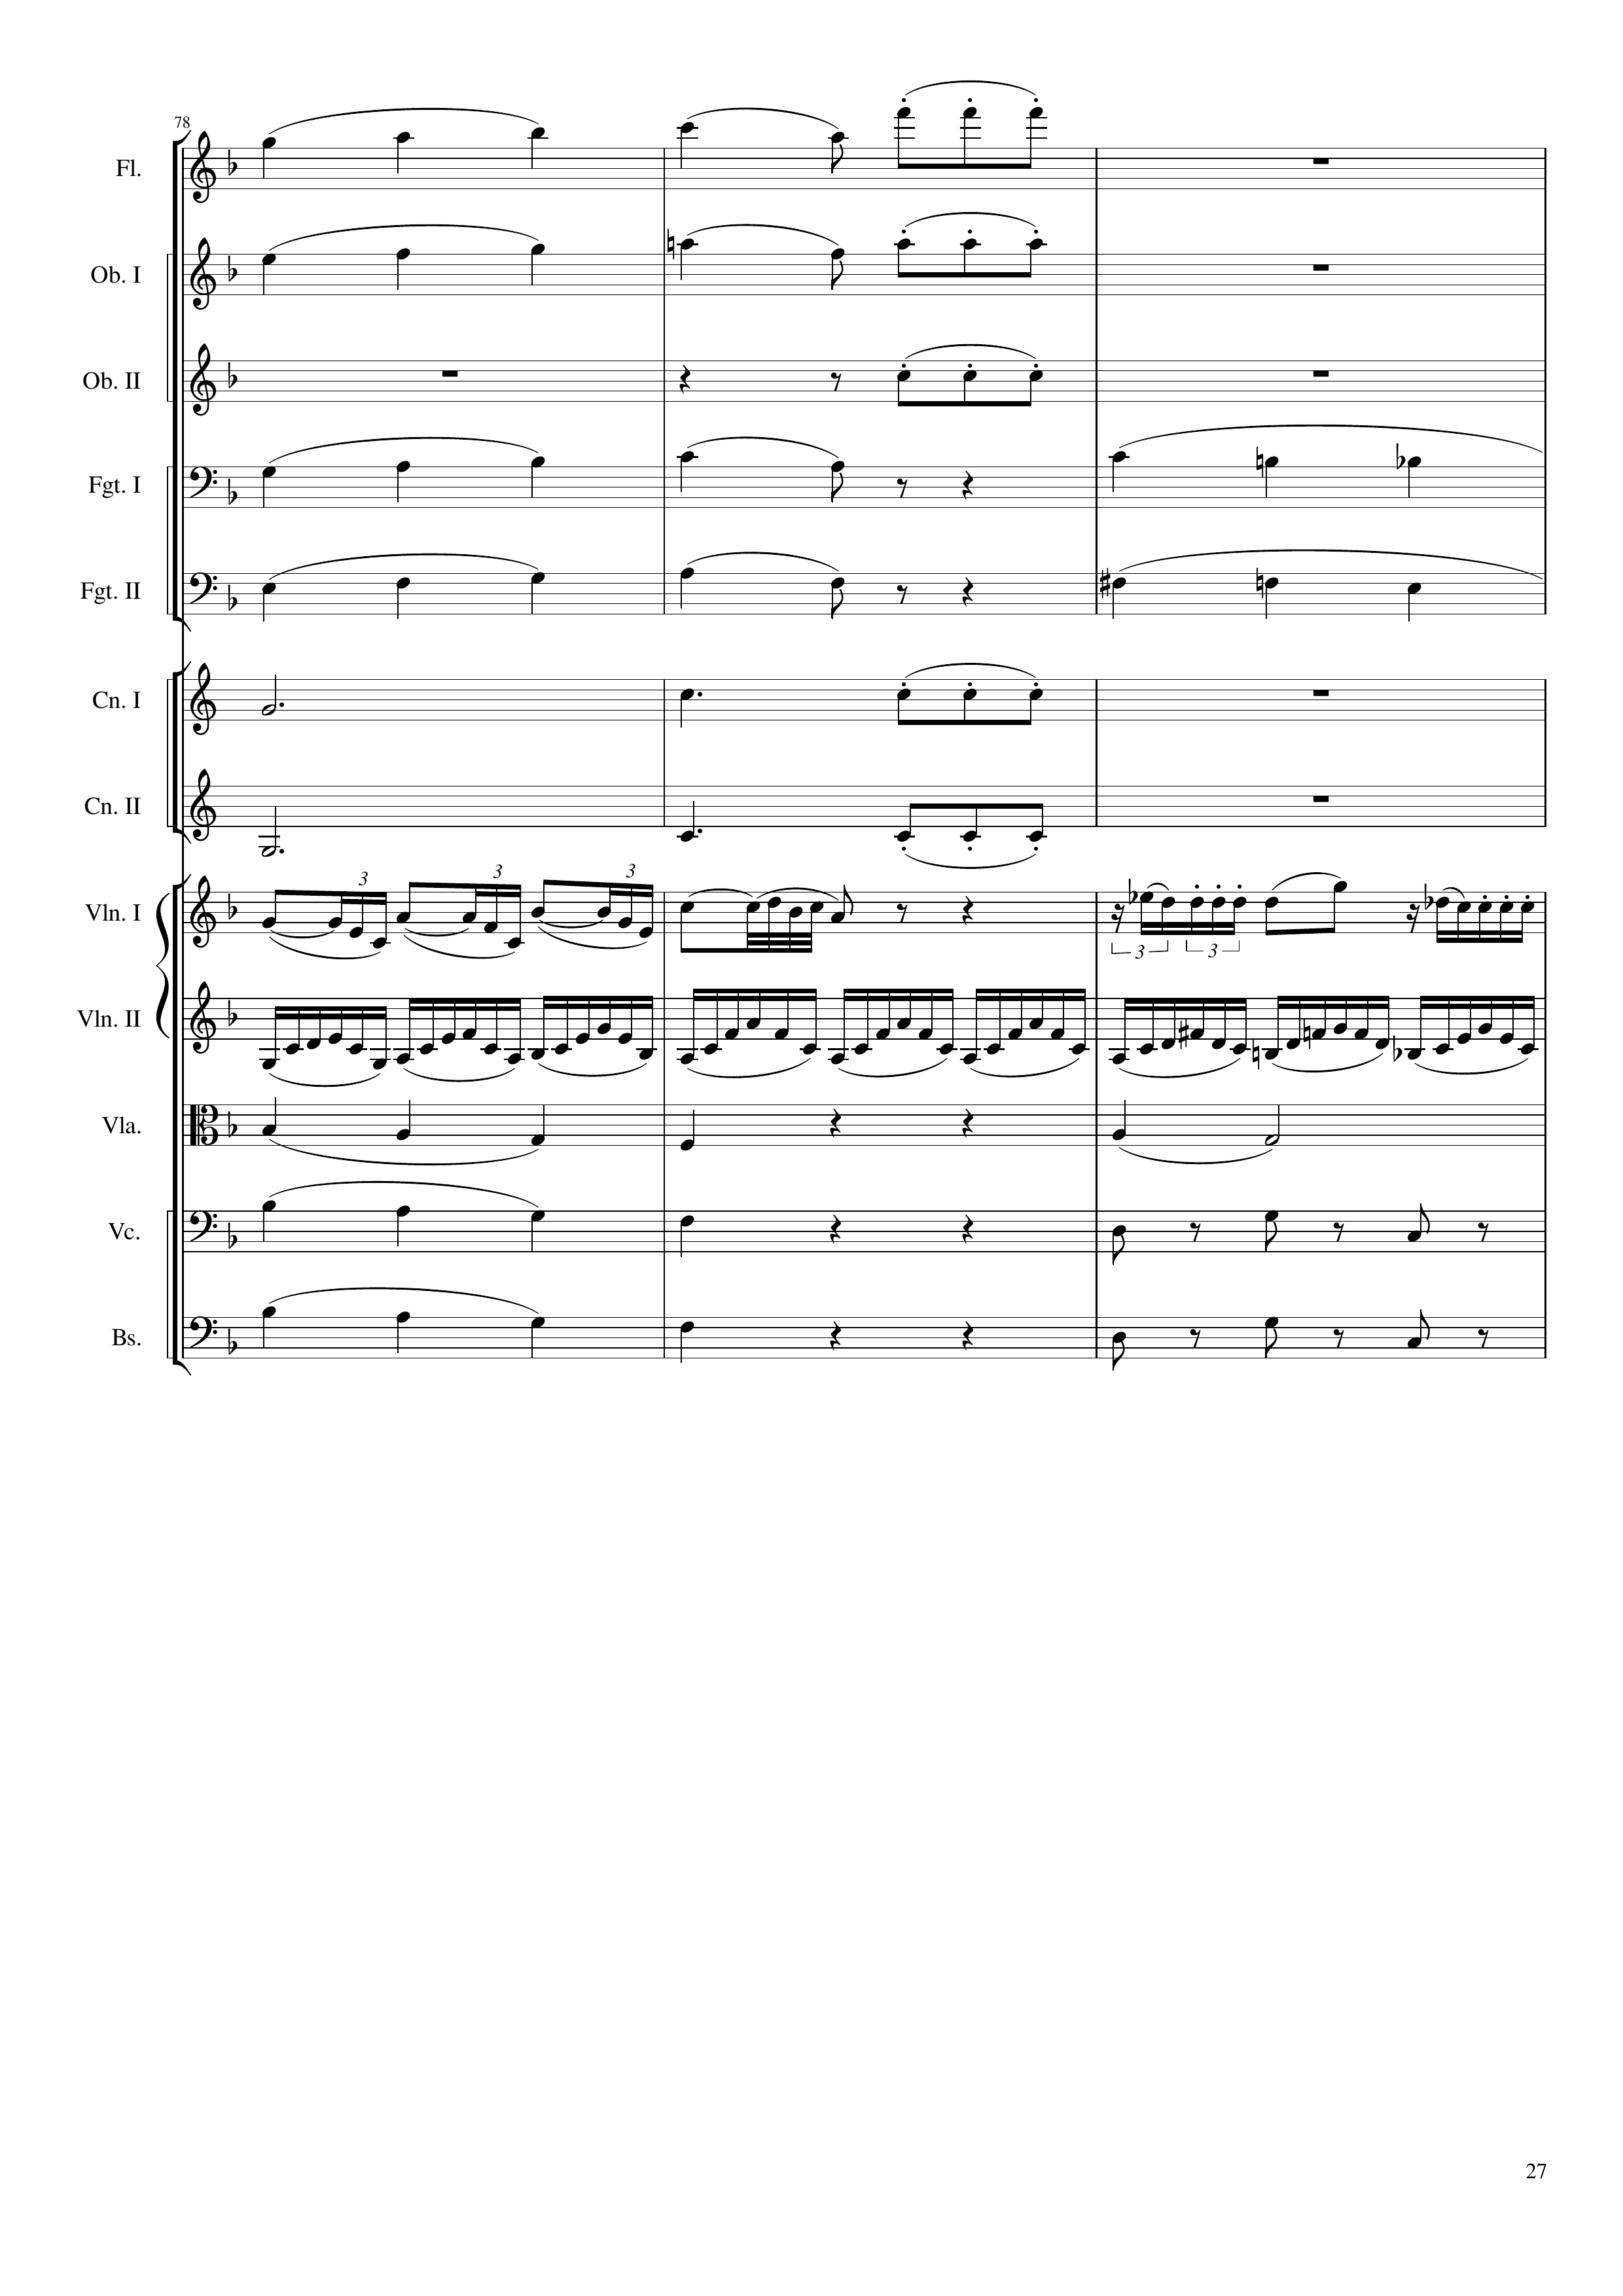 78
Fl.
Ob. I
Ob. II
Fgt. I
Fgt. II
Cn. I
Cn. II
3 3 3
Vln. I
3 3
Vln. II
Vla.
Vc.
Bs.
27